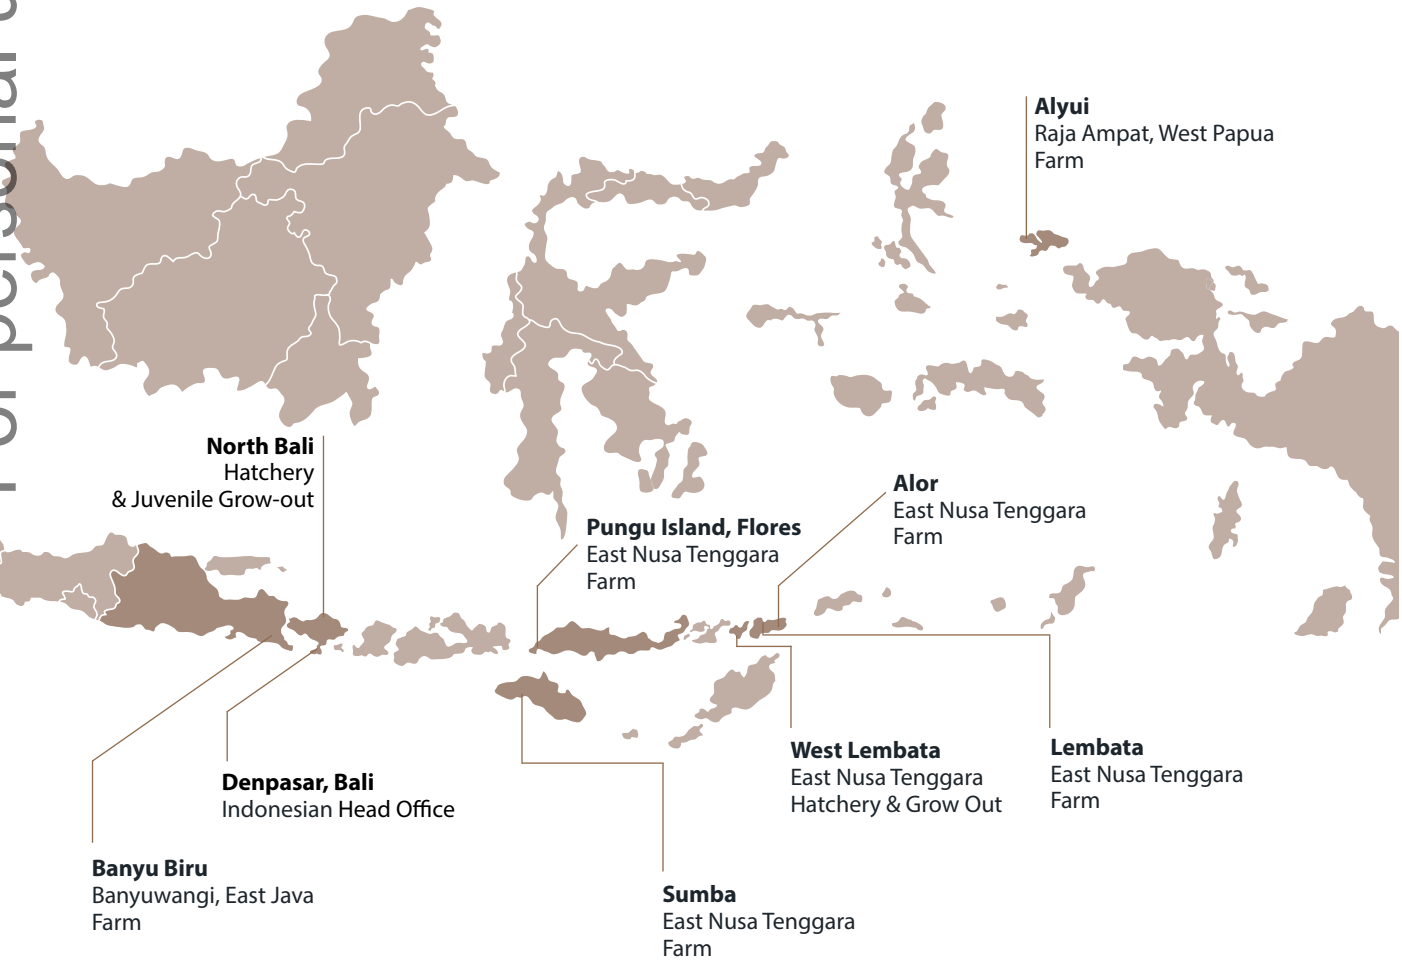 For personal
Alyui
Raja Ampat, West Papua
Farm
North Bali
Hatchery
& Juvenile Grow-out
Alor
East Nusa Tenggara
Farm
Pungu Island, Flores
East Nusa Tenggara
Farm
West Lembata
East Nusa Tenggara
Hatchery & Grow Out
Lembata
East Nusa Tenggara
Farm
Denpasar, Bali
Indonesian Head Office
Banyu Biru
Banyuwangi, East Java
Farm
Sumba
East Nusa Tenggara
Farm